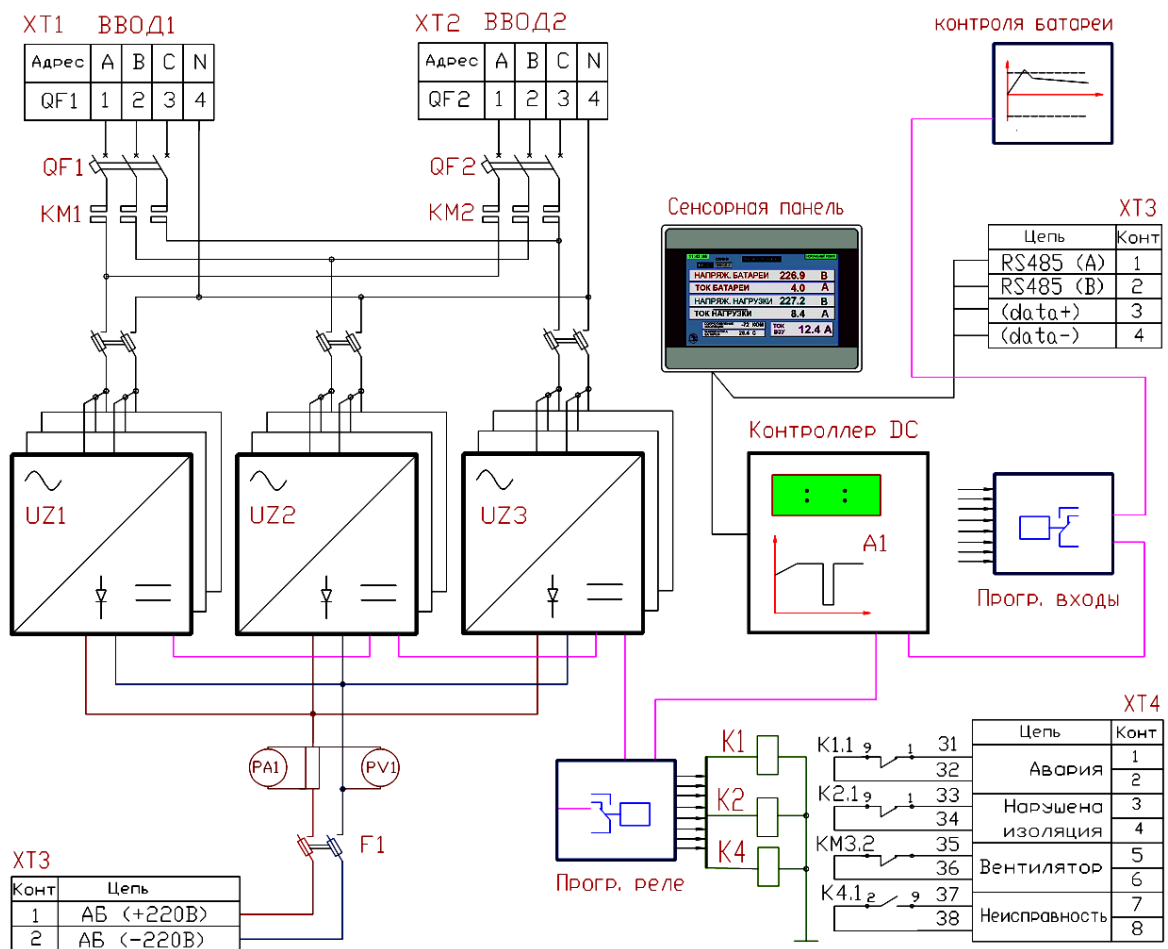 XT1 ВВОД1
Адрес A B C N
QF1 1 2 3 4
QF1
KM1
XT2 ВВОД2
Адрес A B C N
QF2 1 2 3 4
QF2
KM2
контроля батареи
Сенсорная панель
НАПРЯЖ. БАТАРЕИ 226.9 В
ТОК БАТАРЕИ 4.0 А
НАПРЯЖ. НАГРУЗКИ 227.2 В
ТОК НАГРУЗКИ 8.4 А
ТОК
ВЗУ 12.4 А
XT3
Цепь Конт
RS485 (A) 1
RS485 (B) 2
(data+) 3
(data-) 4
UZ1
UZ2
UZ3
Контроллер DC
A1
Прогр. входы
PA1
PV1
F1
XT3
Конт Цепь
1 АБ (+220В)
2 АБ (-220В)
Прогр. реле
K1
K2
K4
XT4
Цепь Конт
K1.1 9 1 31
32
Авария
1
2
K2.1 9 1 33
34
Нарушена
изоляция
3
4
KM3.2 35
36
Вентилятор
5
6
K4.1 2 9 37
38
Неисправность
7
8